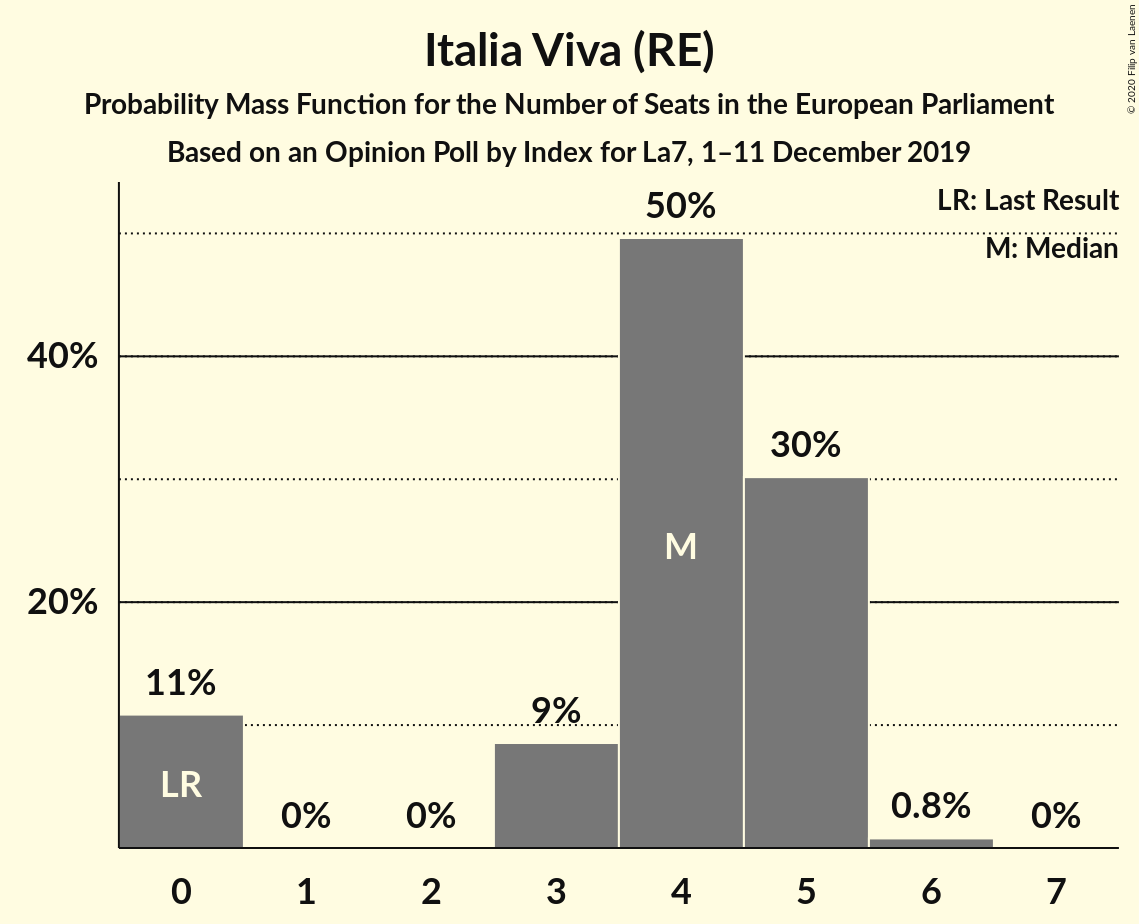 Italia Viva (RE)
Probability Mass Function for the Number of Seats in the European Parliament
Based on an Opinion Poll by Index for La7, 1–11 December 2019
© 2020 Filip van Laenen
LR: Last Result
M: Median
50%
40%
30%
M
20%
11%
9%
LR
0%
0%
0.8%
0%
0
1
2
3
4
5
6
7